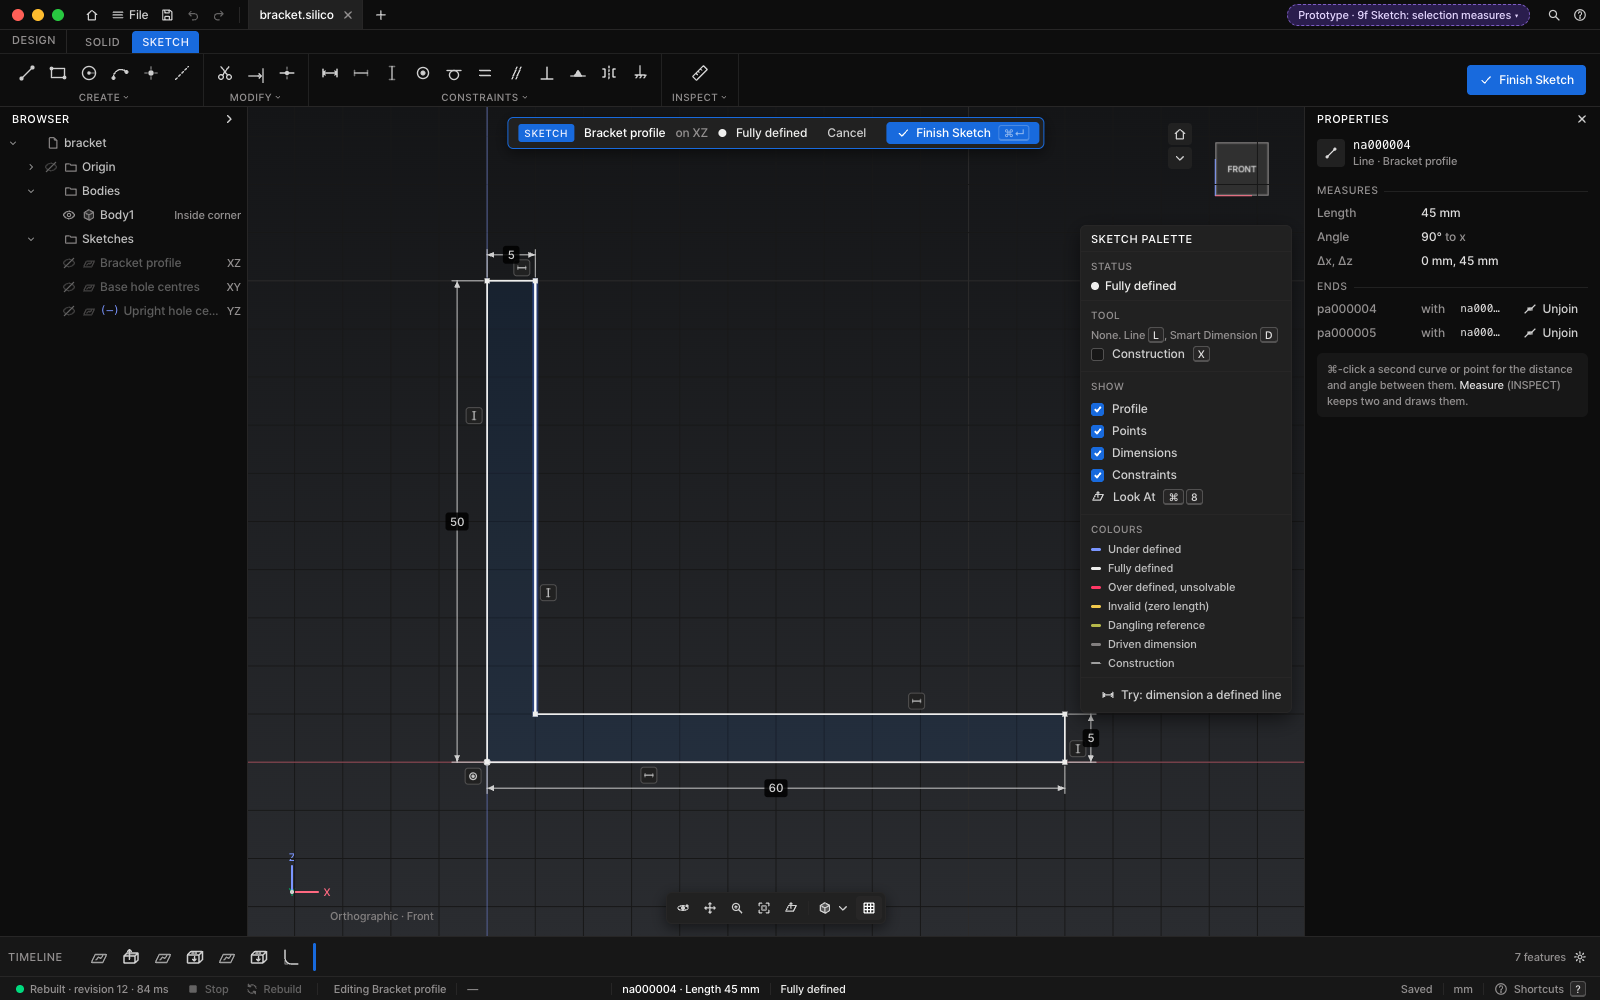 File
bracket.silico
Prototype · 9f Sketch: selection measures
DESIGN
SOLID
SKETCH
CREATE
MODIFY
CONSTRAINTS
INSPECT
Finish Sketch
BROWSER
bracket
Origin
Bodies
Body1 Inside corner
Sketches
Bracket profile XZ
Base hole centres XY
(−) Upright hole ce... YZ
SKETCH Bracket profile on XZ Fully defined Cancel Finish Sketch ⌘↵
FRONT
5
50
5
60
Z
X
Orthographic · Front
SKETCH PALETTE
STATUS
Fully defined
TOOL
None. Line L, Smart Dimension D
Construction X
SHOW
Profile
Points
Dimensions
Constraints
Look At ⌘ 8
COLOURS
Under defined
Fully defined
Over defined, unsolvable
Invalid (zero length)
Dangling reference
Driven dimension
Construction
Try: dimension a defined line
PROPERTIES
na000004
Line · Bracket profile
MEASURES
Length 45 mm
Angle 90° to x
Δx, Δz 0 mm, 45 mm
ENDS
pa000004 with na000… Unjoin
pa000005 with na000… Unjoin
⌘-click a second curve or point for the distance
and angle between them. Measure (INSPECT)
keeps two and draws them.
TIMELINE
7 features
Rebuilt · revision 12 · 84 ms
Stop
Rebuild
Editing Bracket profile
—
na000004 · Length 45 mm
Fully defined
Saved
mm
Shortcuts ?